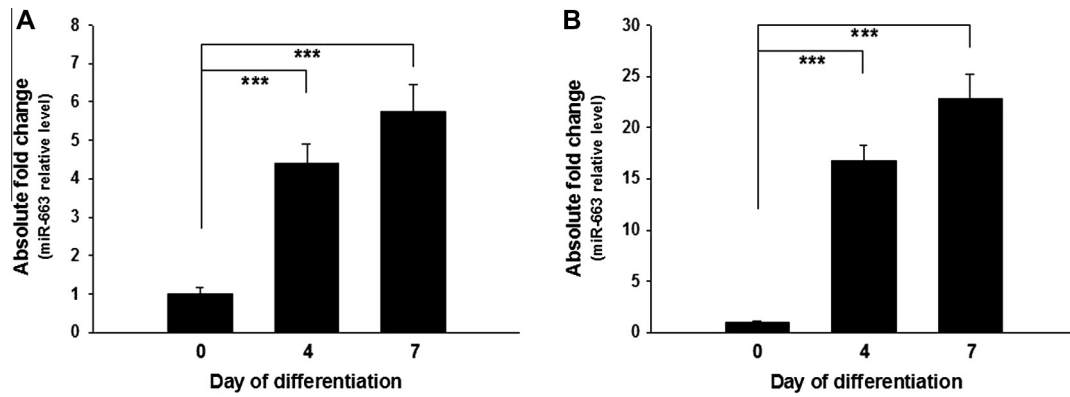 A
Absolute fold change
(miR-663 relative level)
8
7
6
5
4
3
2
1
0
***
***
0 4 7
Day of differentiation
B
Absolute fold change
(miR-663 relative level)
30
25
20
15
10
5
0
***
***
0 4 7
Day of differentiation